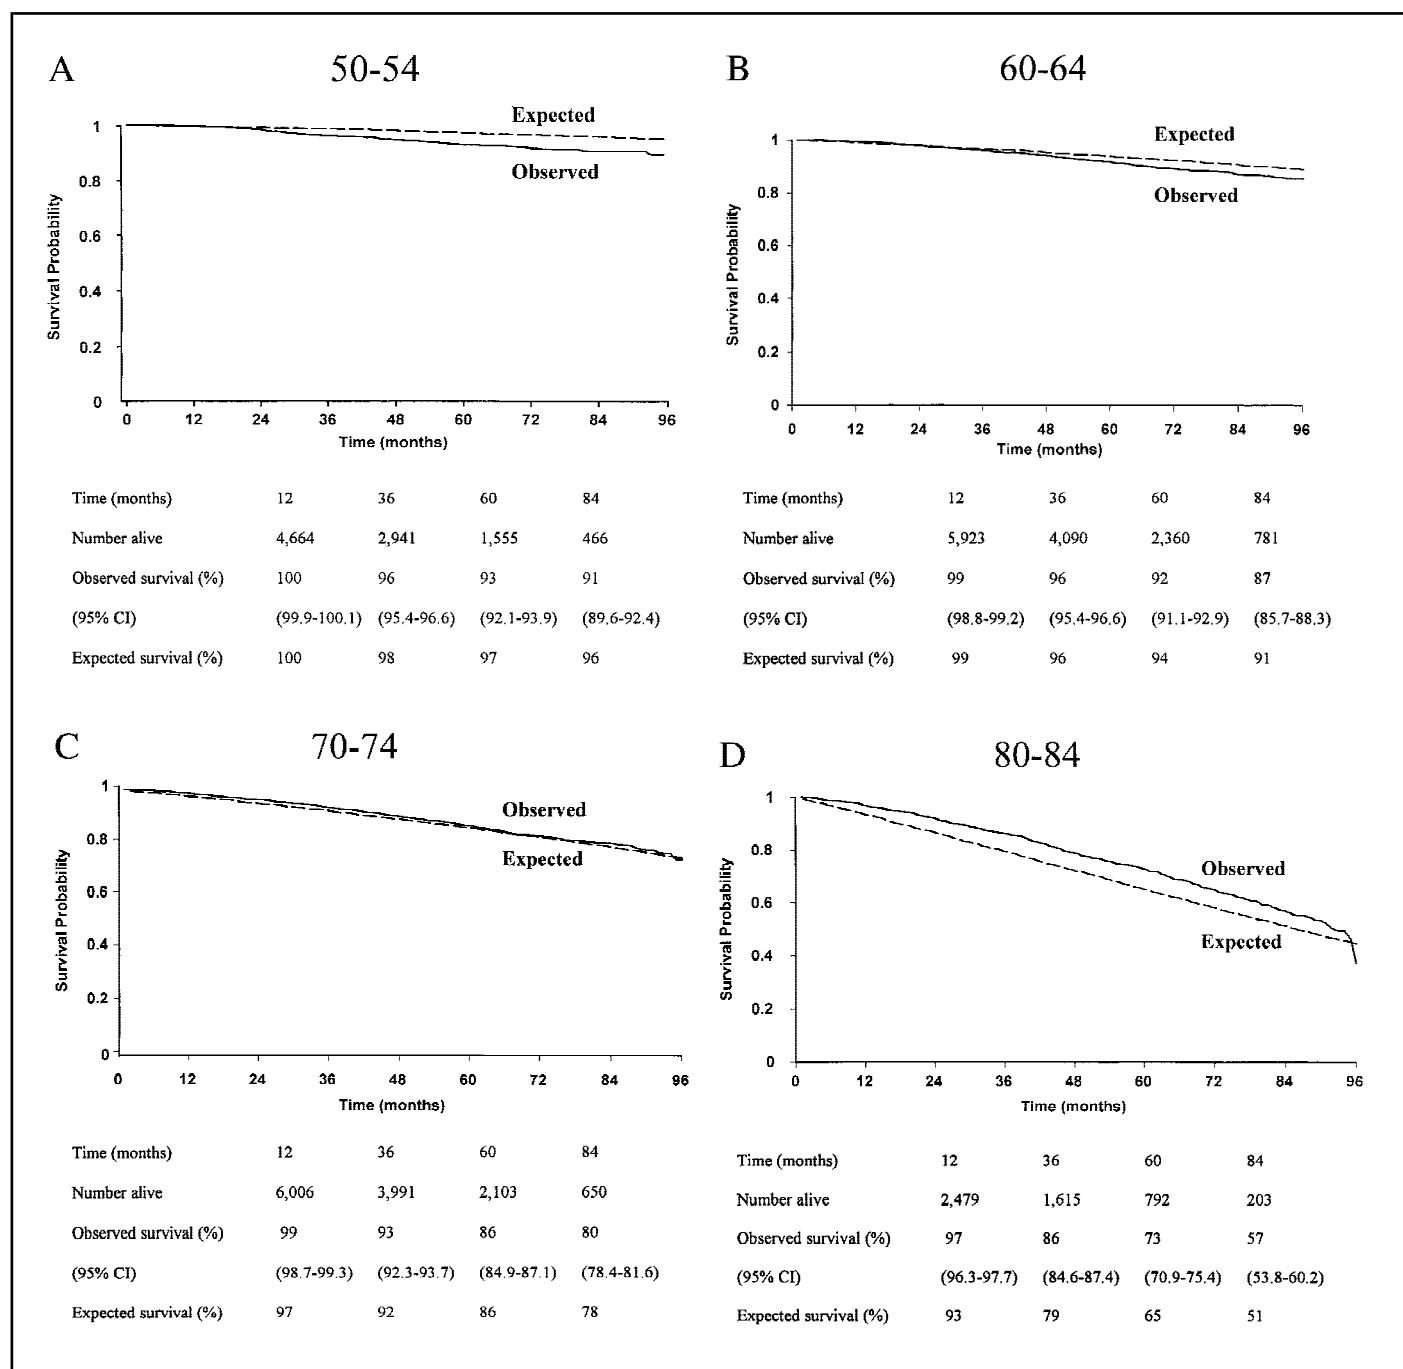 A
50-54
Expected
Observed
1
0.8
0.6
0.4
0.2
0
Survival Probability
0 12 24 36 48 60 72 84 96
Time (months)
Time (months) 12 36 60 84
Number alive 4,664 2,941 1,555 466
Observed survival (%) 100 96 93 91
(95% CI) (99.9-100.1) (95.4-96.6) (92.1-93.9) (89.6-92.4)
Expected survival (%) 100 98 97 96
B
60-64
Expected
Observed
1
0.8
0.6
0.4
0.2
0
Survival Probability
0 12 24 36 48 60 72 84 96
Time (months)
Time (months) 12 36 60 84
Number alive 5,923 4,090 2,360 781
Observed survival (%) 99 96 92 87
(95% CI) (98.8-99.2) (95.4-96.6) (91.1-92.9) (85.7-88.3)
Expected survival (%) 99 96 94 91
C
70-74
Observed
Expected
1
0.8
0.6
0.4
0.2
0
Survival Probability
0 12 24 36 48 60 72 84 96
Time (months)
Time (months) 12 36 60 84
Number alive 6,006 3,991 2,103 650
Observed survival (%) 99 93 86 80
(95% CI) (98.7-99.3) (92.3-93.7) (84.9-87.1) (78.4-81.6)
Expected survival (%) 97 92 86 78
D
80-84
Observed
Expected
1
0.8
0.6
0.4
0.2
0
Survival Probability
0 12 24 36 48 60 72 84 96
Time (months)
Time (months) 12 36 60 84
Number alive 2,479 1,615 792 203
Observed survival (%) 97 86 73 57
(95% CI) (96.3-97.7) (84.6-87.4) (70.9-75.4) (53.8-60.2)
Expected survival (%) 93 79 65 51